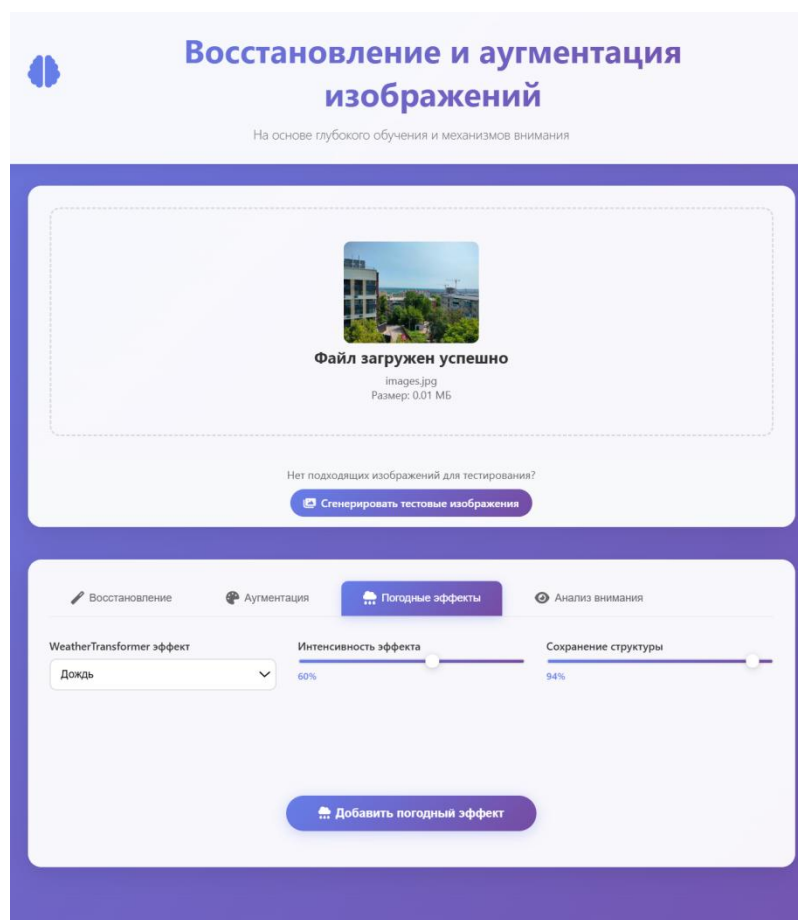 Восстановление и аугментация
изображений
На основе глубокого обучения и механизмов внимания
Файл загружен успешно
images.jpg
Размер: 0.01 МБ
Нет подходящих изображений для тестирования?
Сгенерировать тестовые изображения
Восстановление
Аугментация
Погодные эффекты
Анализ внимания
WeatherTransformer эффект
Интенсивность эффекта
Сохранение структуры
Дождь
60%
94%
Добавить погодный эффект